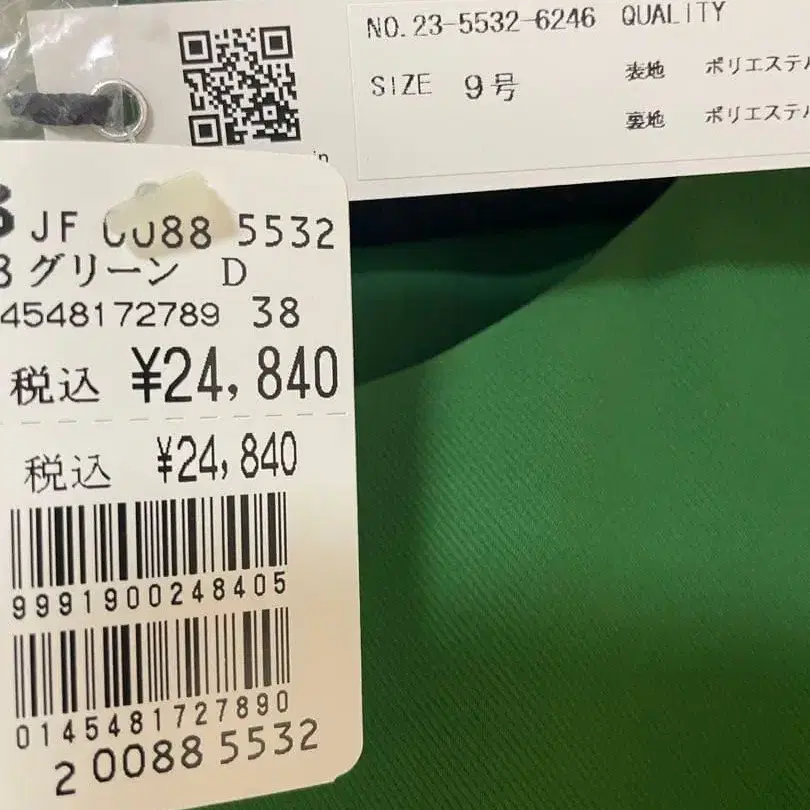 NO.23-5532-6246 QUALITY
SIZE 9号
表地 ポリエステル
裏地 ポリエステル
JF 0088 5532
グリーン D
4548172789 38
税込 ¥24,840
税込 ¥24,840
9991900248405
0145481727890
2 0088 5532